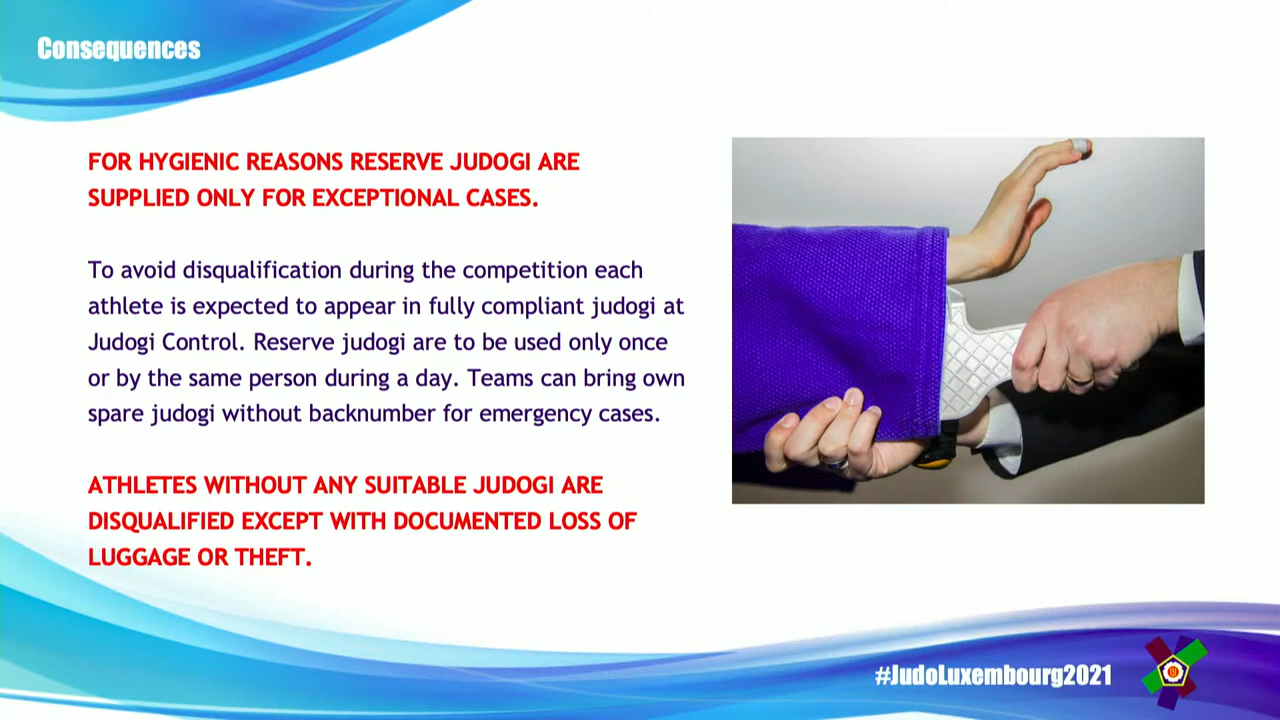 Consequences
FOR HYGIENIC REASONS RESERVE JUDOGI ARE
SUPPLIED ONLY FOR EXCEPTIONAL CASES.
To avoid disqualification during the competition each
athlete is expected to appear in fully compliant judogi at
Judogi Control. Reserve judogi are to be used only once
or by the same person during a day. Teams can bring own
spare judogi without backnumber for emergency cases.
ATHLETES WITHOUT ANY SUITABLE JUDOGI ARE
DISQUALIFIED EXCEPT WITH DOCUMENTED LOSS OF
LUGGAGE OR THEFT.
#JudoLuxembourg2021